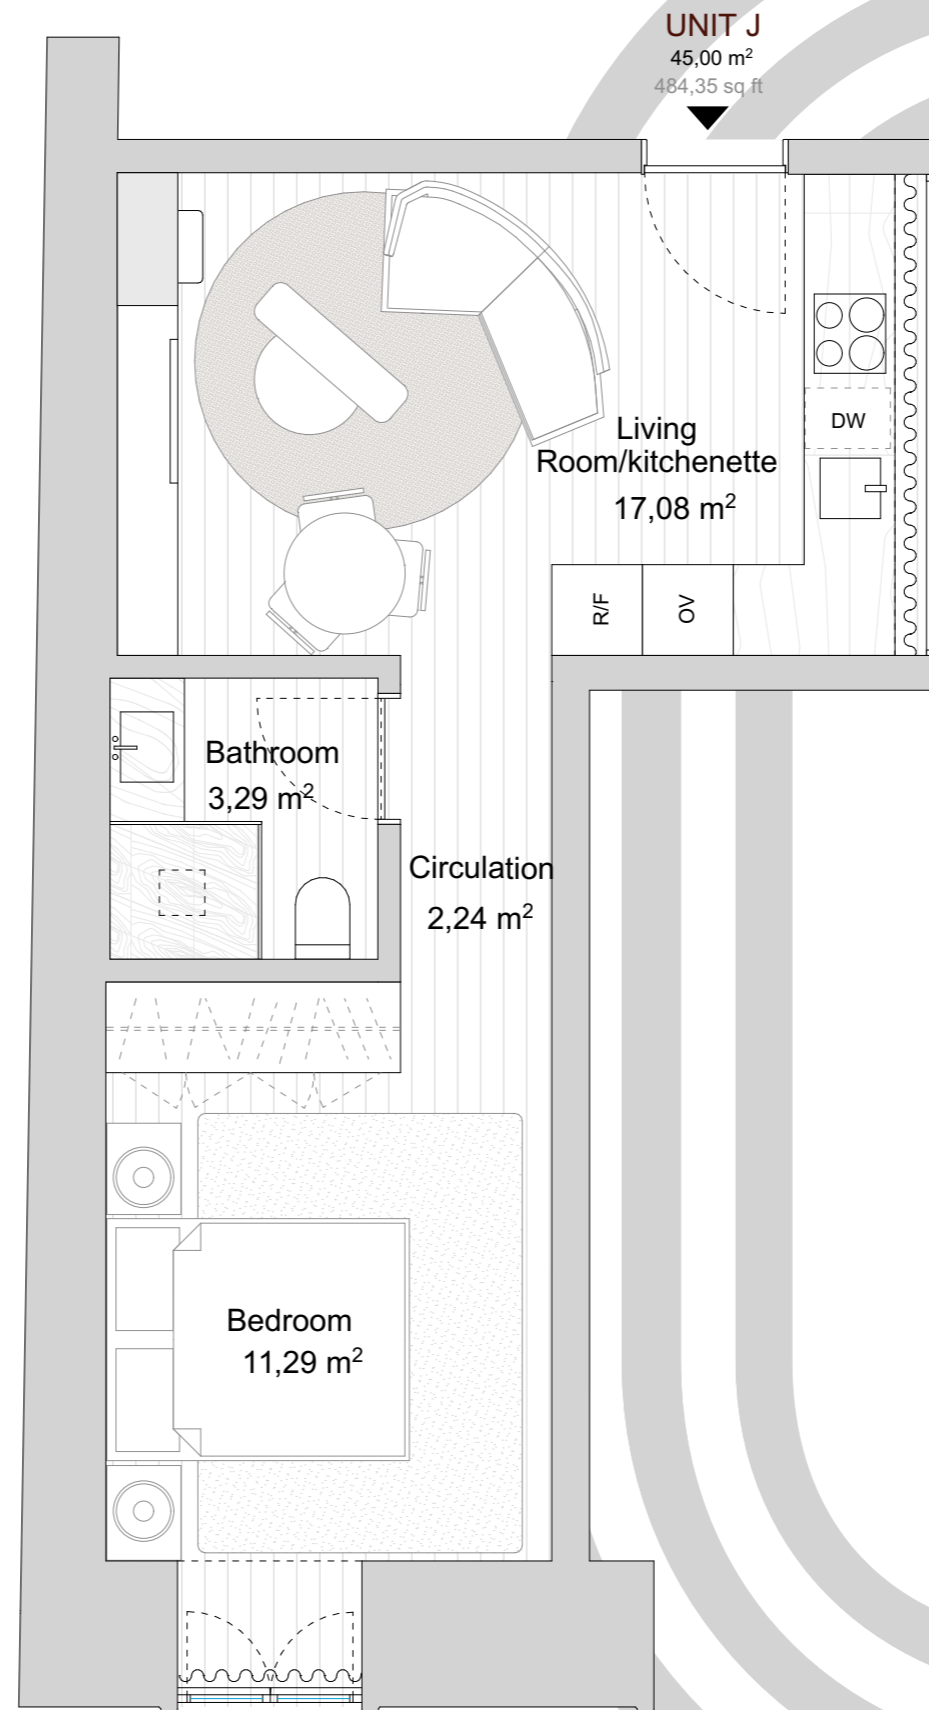 UNIT J
45,00 m²
484,35 sq ft
DW
Living
Room/kitchenette
17,08 m²
R/F
OV
Bathroom
3,29 m²
Circulation
2,24 m²
Bedroom
11,29 m²